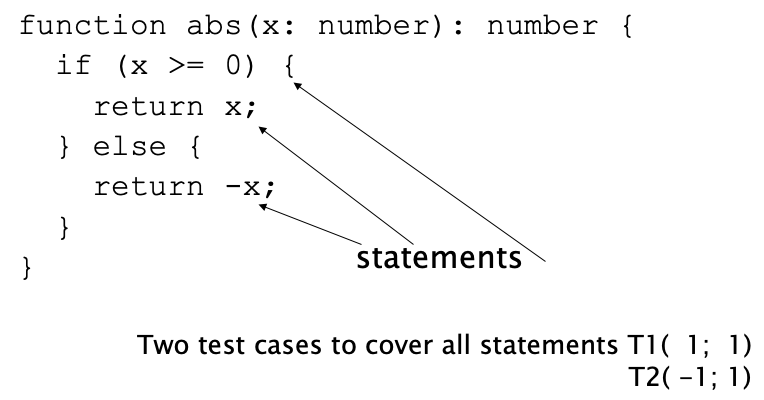 function abs(x: number): number {
  if (x >= 0) {
    return x;
  } else {
    return -x;
  }
}
statements
Two test cases to cover all statements T1( 1; 1)
T2( -1; 1)